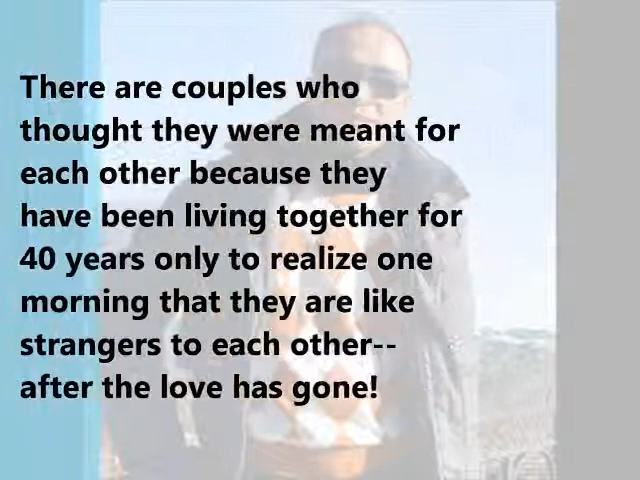 There are couples who
thought they were meant for
each other because they
have been living together for
40 years only to realize one
morning that they are like
strangers to each other--
after the love has gone!